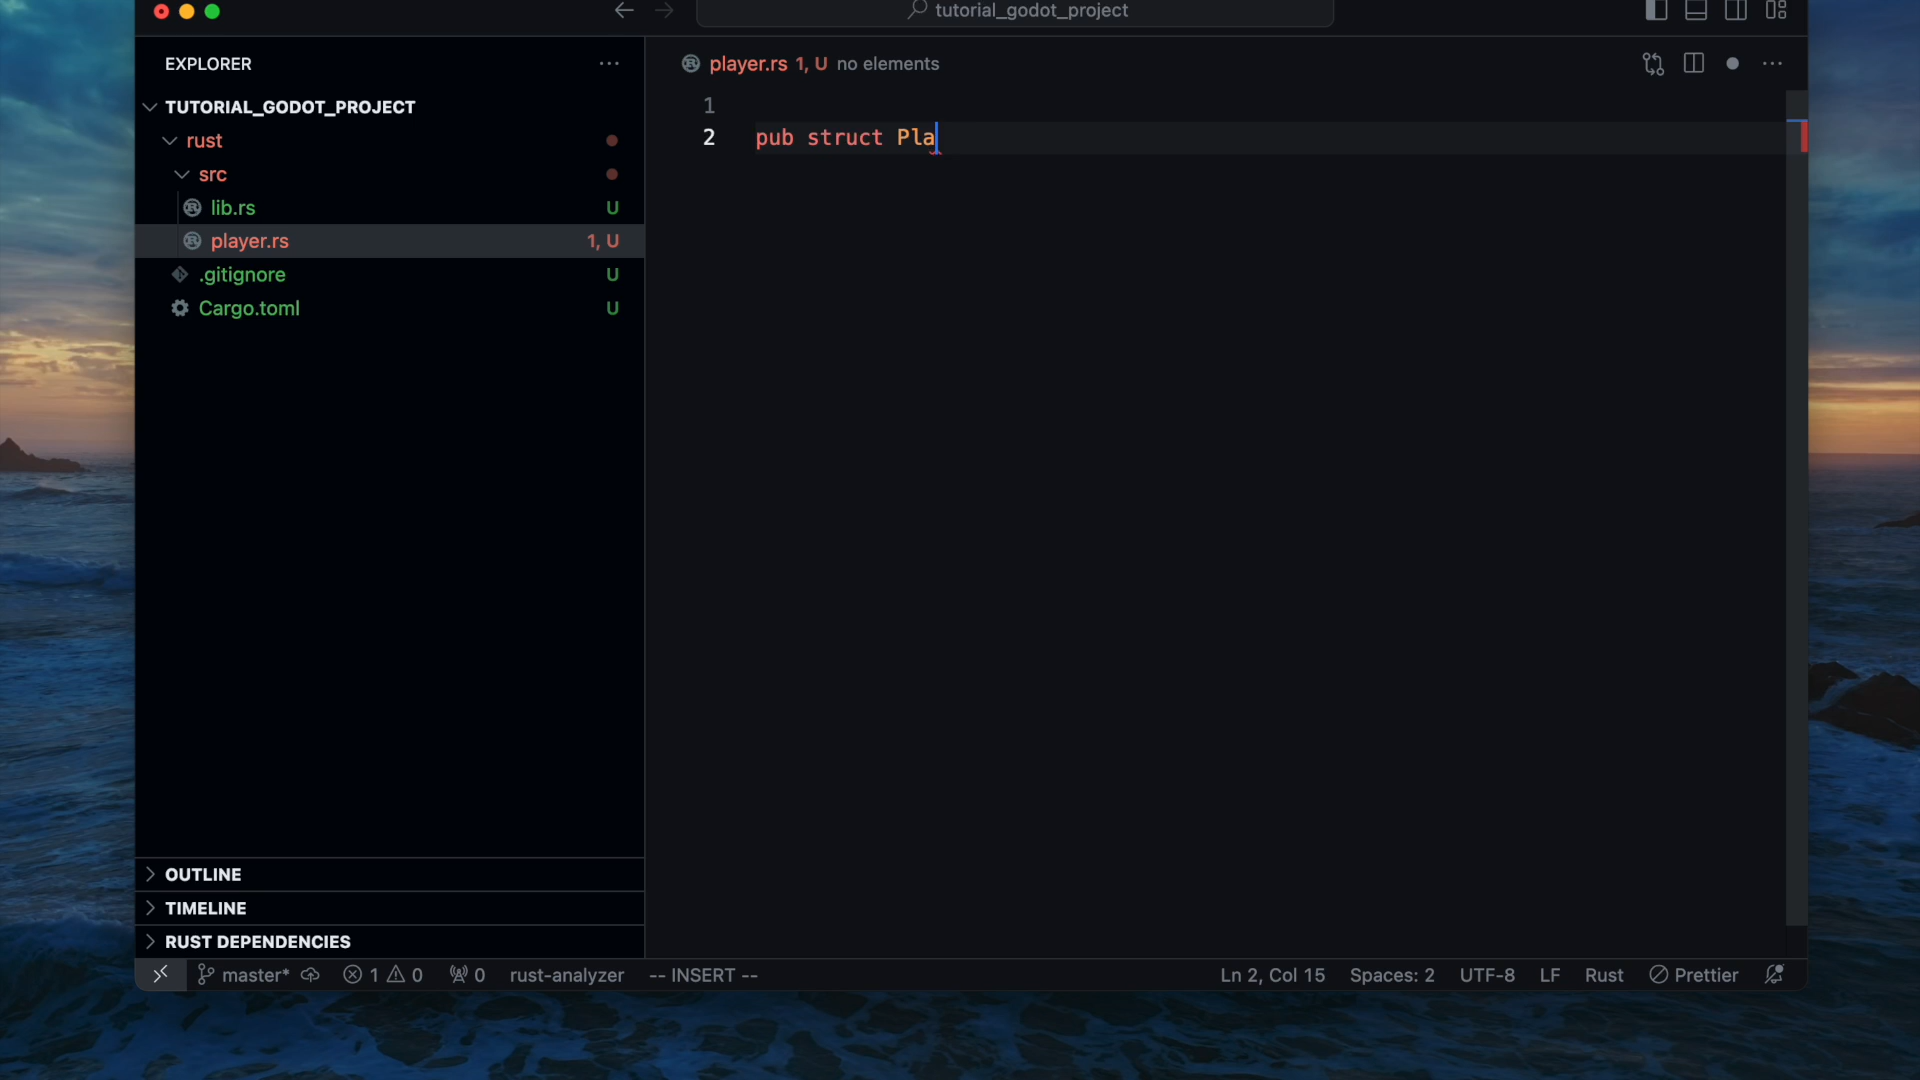 tutorial_godot_project
EXPLORER
TUTORIAL_GODOT_PROJECT
rust
src
lib.rs U
player.rs 1, U
.gitignore U
Cargo.toml U
OUTLINE
TIMELINE
RUST DEPENDENCIES
player.rs 1, U no elements
1
2 pub struct Pla
master* 1 0 0 rust-analyzer -- INSERT -- Ln 2, Col 15 Spaces: 2 UTF-8 LF Rust Prettier